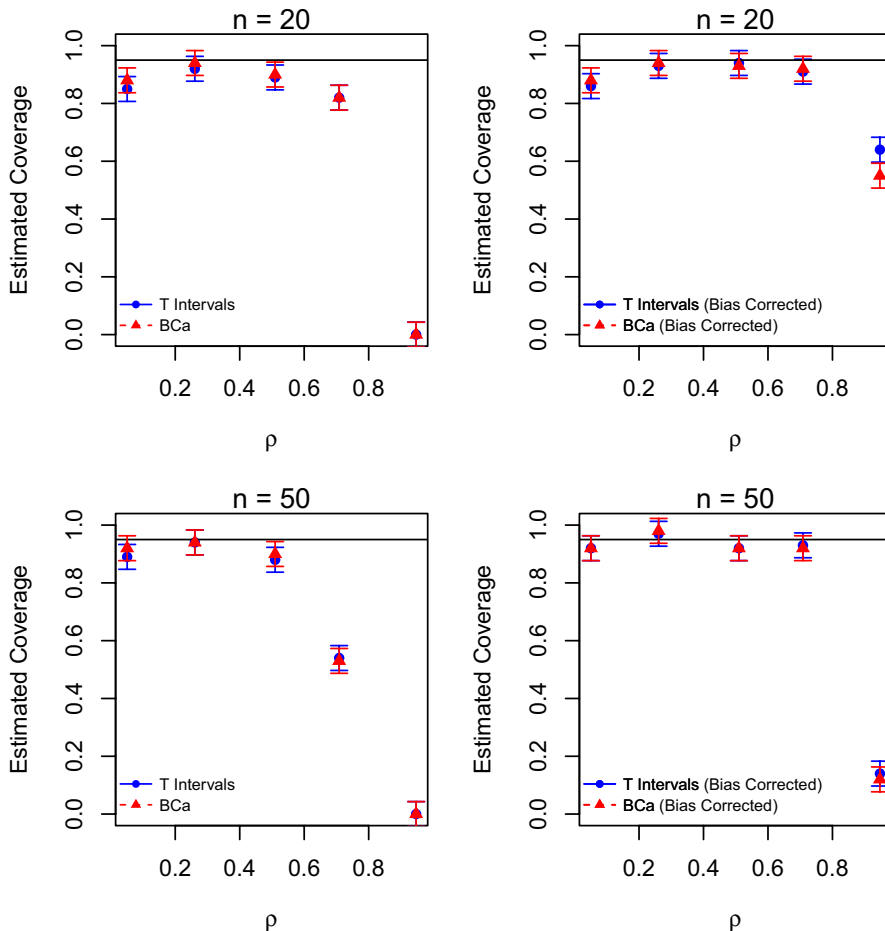 n = 20
Estimated Coverage
0.0 0.2 0.4 0.6 0.8 1.0
T Intervals
BCa
0.2 0.4 0.6 0.8
ρ
n = 20
Estimated Coverage
0.0 0.2 0.4 0.6 0.8 1.0
T Intervals (Bias Corrected)
BCa (Bias Corrected)
0.2 0.4 0.6 0.8
ρ
n = 50
Estimated Coverage
0.0 0.2 0.4 0.6 0.8 1.0
T Intervals
BCa
0.2 0.4 0.6 0.8
ρ
n = 50
Estimated Coverage
0.0 0.2 0.4 0.6 0.8 1.0
T Intervals (Bias Corrected)
BCa (Bias Corrected)
0.2 0.4 0.6 0.8
ρ